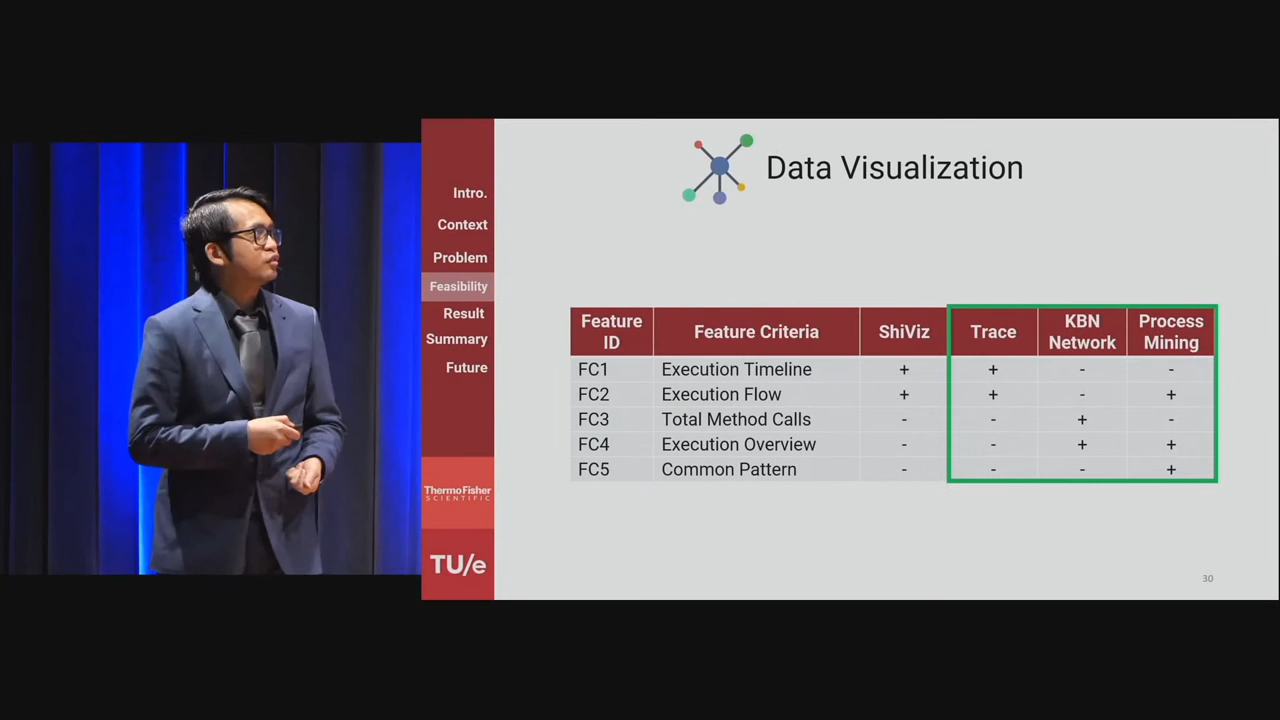 Intro.
Context
Problem
Feasibility
Result
Summary
Future
ThermoFisher
SCIENTIFIC
TU/e
Data Visualization
Feature ID Feature Criteria ShiViz Trace KBN Network Process Mining
FC1 Execution Timeline + + - -
FC2 Execution Flow + + - +
FC3 Total Method Calls - - + -
FC4 Execution Overview - - + +
FC5 Common Pattern - - - +
30